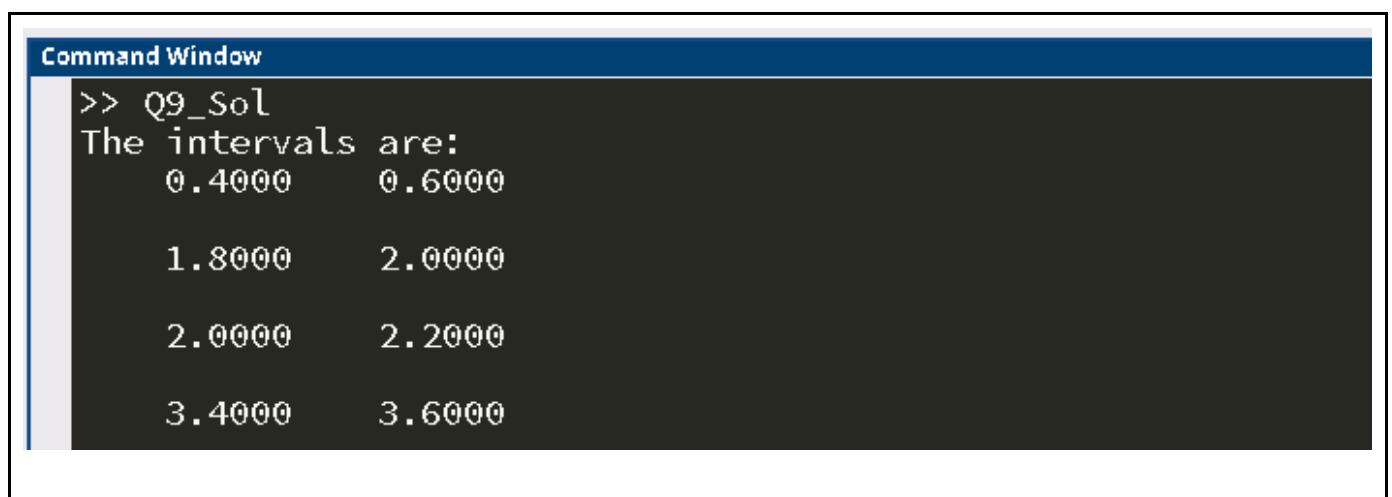 Command Window
>> Q9_Sol
The intervals are:
0.4000 0.6000
1.8000 2.0000
2.0000 2.2000
3.4000 3.6000